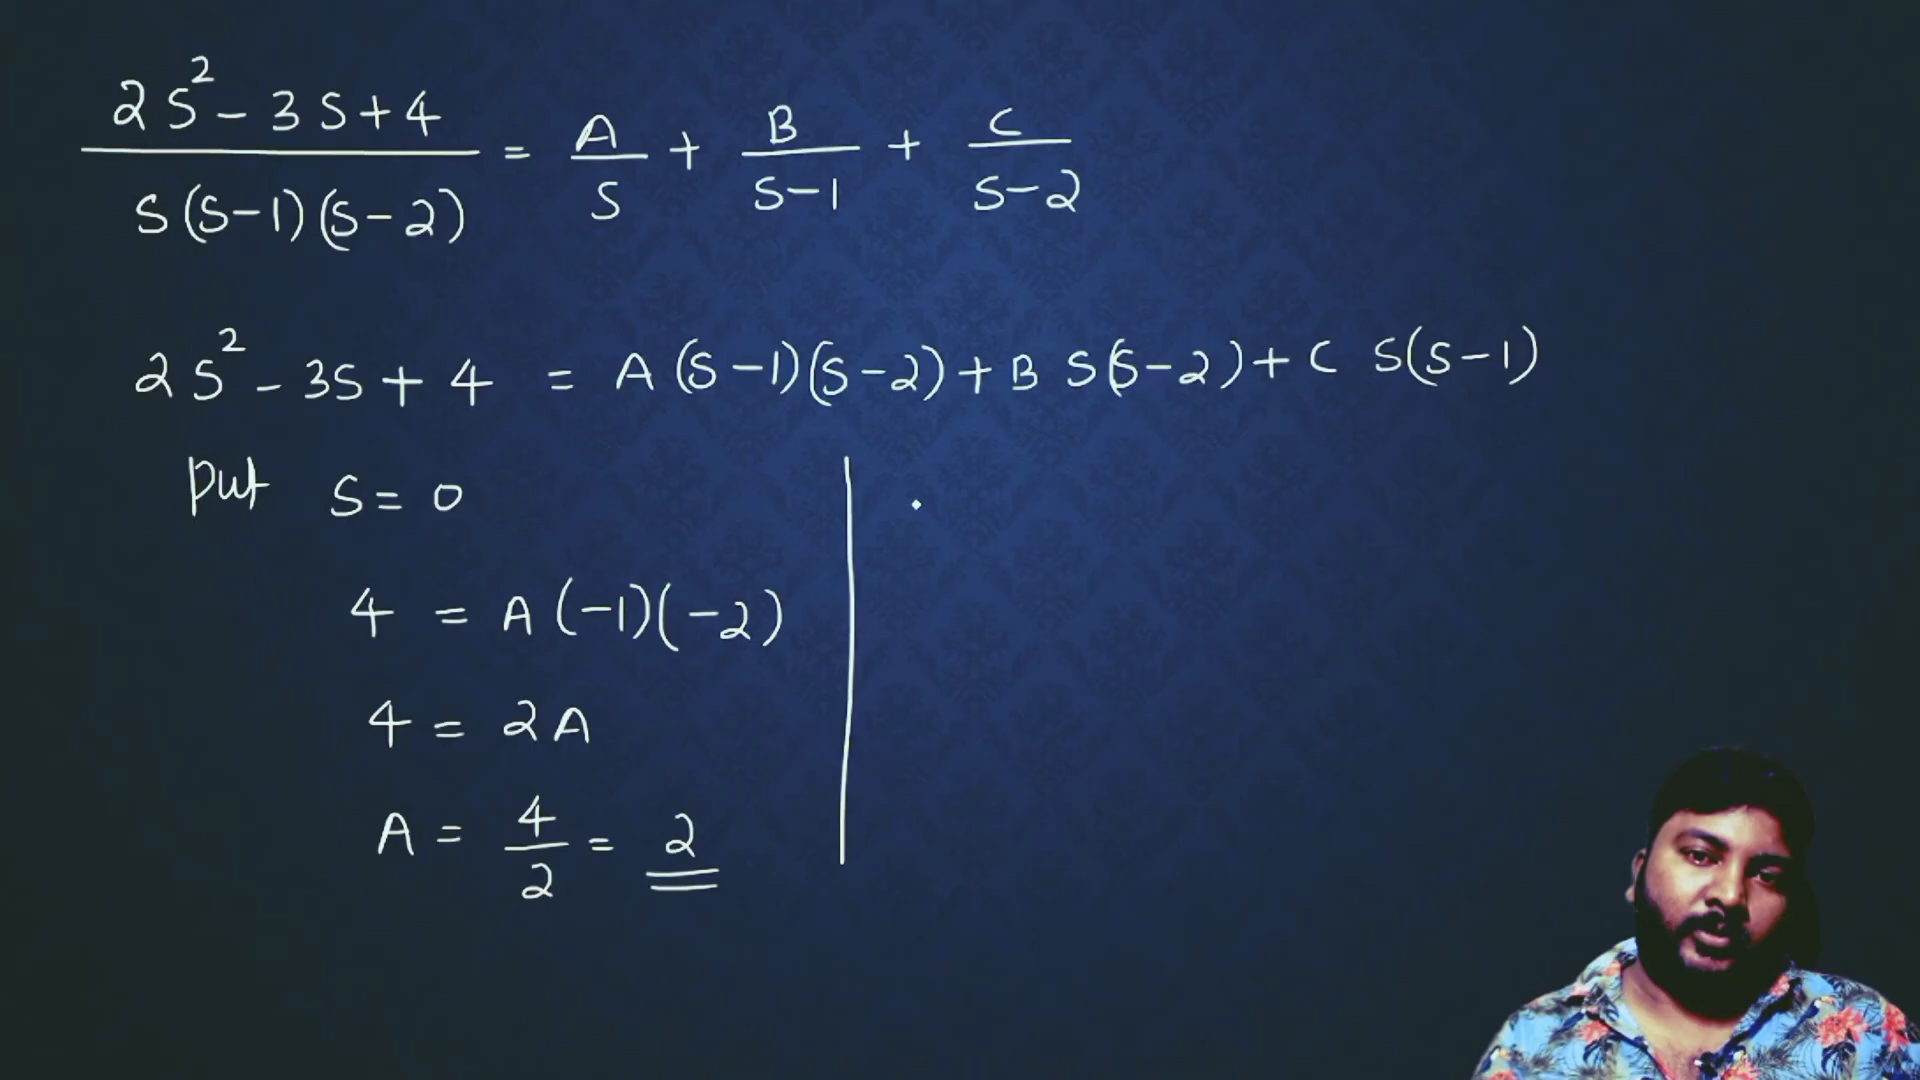 2S² - 3S + 4 / S(S-1)(S-2) = A/S + B/S-1 + C/S-2
2S² - 3S + 4 = A(S-1)(S-2) + B S(S-2) + C S(S-1)
Put S = 0
4 = A(-1)(-2)
4 = 2A
A = 4/2 = 2